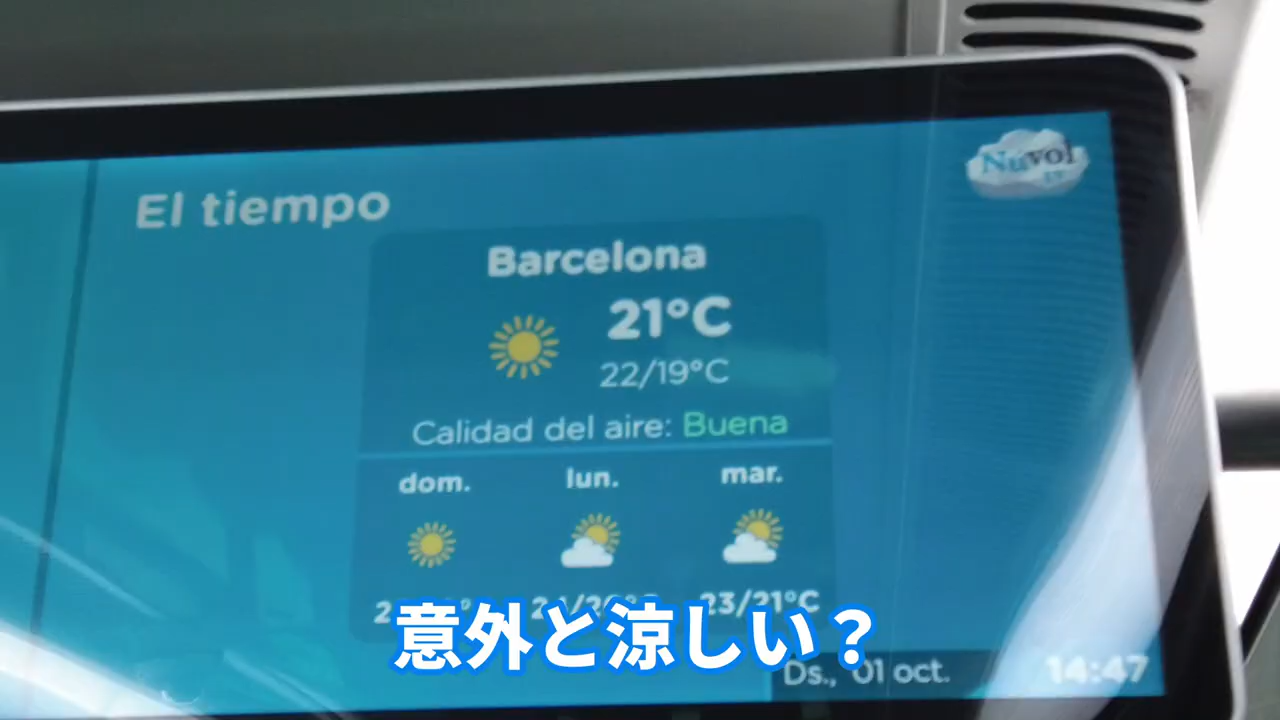 El tiempo
Núvol
Barcelona
21°C
22/19°C
Calidad del aire: Buena
dom. lun. mar.
23/21°C
意外と涼しい？
Ds., 01 oct. 14:47